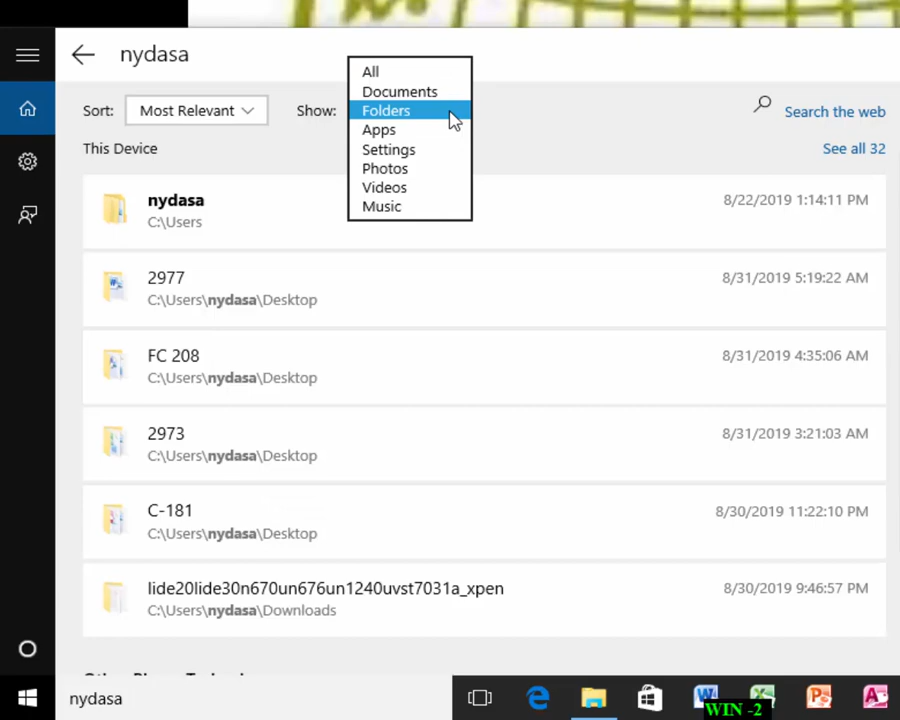 nydasa
Sort: Most Relevant Show:
All
Documents
Folders
Apps
Settings
Photos
Videos
Music
Search the web
This Device
See all 32
nydasa 8/22/2019 1:14:11 PM
C:\Users
2977 8/31/2019 5:19:22 AM
C:\Users\nydasa\Desktop
FC 208 8/31/2019 4:35:06 AM
C:\Users\nydasa\Desktop
2973 8/31/2019 3:21:03 AM
C:\Users\nydasa\Desktop
C-181 8/30/2019 11:22:10 PM
C:\Users\nydasa\Desktop
lide20lide30n670un676un1240uvst7031a_xpen 8/30/2019 9:46:57 PM
C:\Users\nydasa\Downloads
nydasa
WIN -2